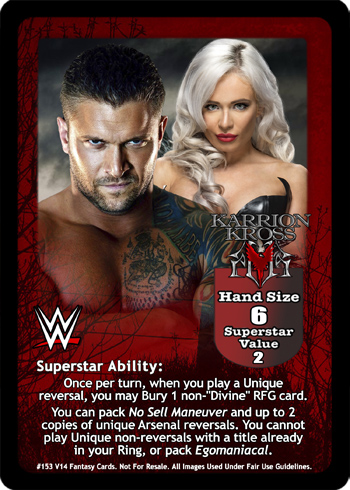 KARRION
KROSS
Hand Size
6
Superstar
Value
2
W
Superstar Ability:
Once per turn, when you play a Unique
reversal, you may Bury 1 non-"Divine" RFG card.
You can pack No Sell Maneuver and up to 2
copies of unique Arsenal reversals. You cannot
play Unique non-reversals with a title already
in your Ring, or pack Egomaniacal.
#153 V14 Fantasy Cards. Not For Resale. All Images Used Under Fair Use Guidelines.